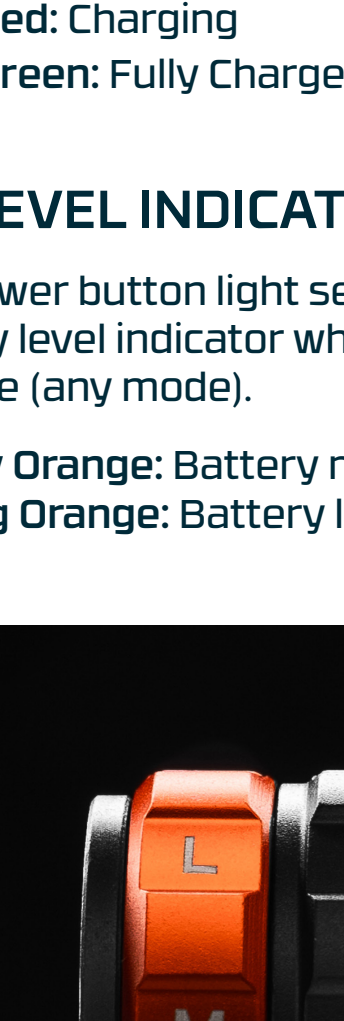 ed: Charging
reen: Fully Charge
EVEL INDICAT
wer button light se
y level indicator wh
e (any mode).
y Orange: Battery
g Orange: Battery
L
M